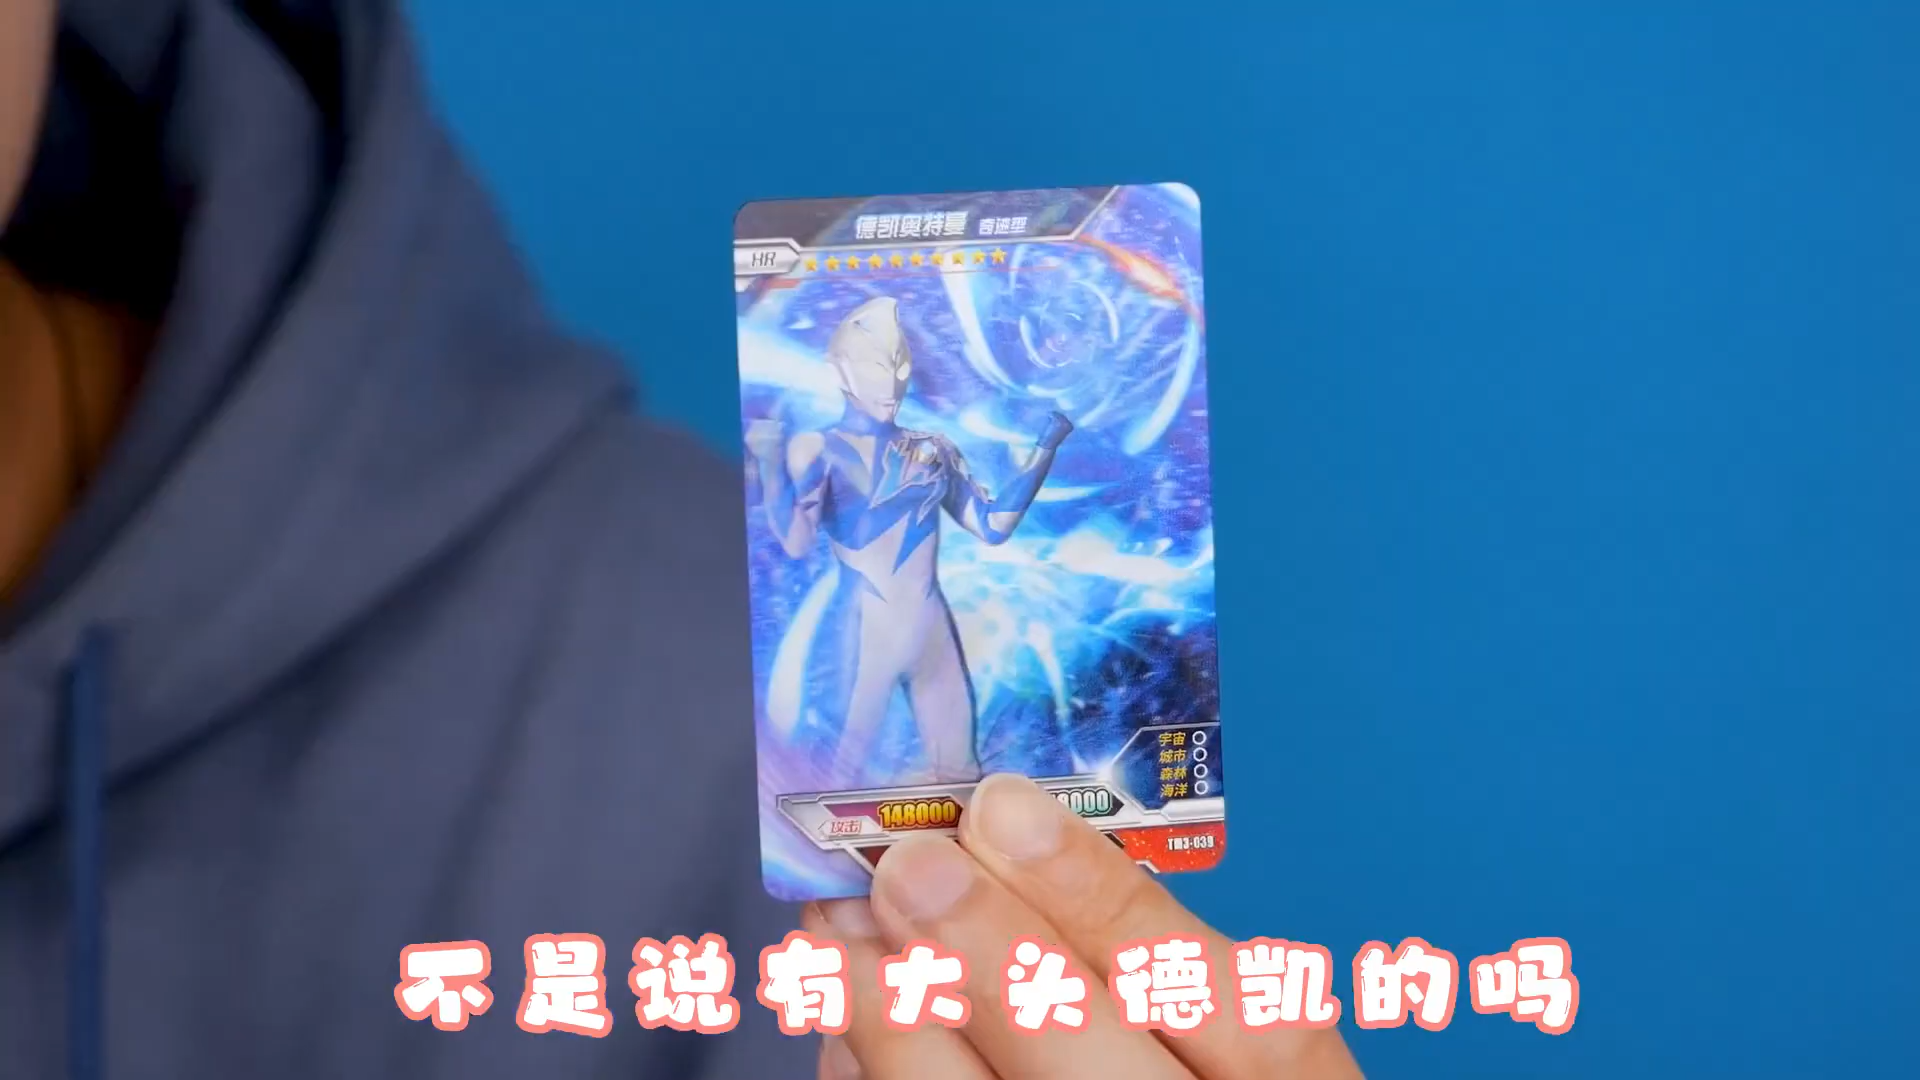 德凯奥特曼 奇迹型
HR
宇宙
城市
森林
海洋
攻击 148000
TM3-039
不是说有大头德凯的吗